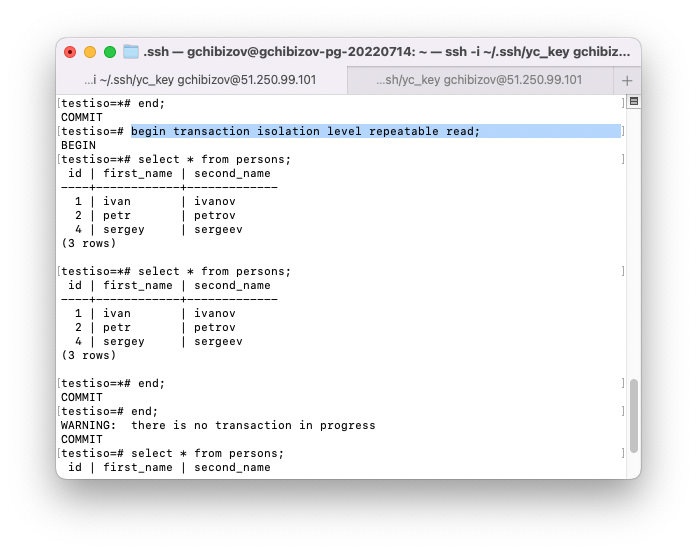 .ssh — gchibizov@gchibizov-pg-20220714: ~ — ssh -i ~/.ssh/yc_key gchibiz...
...i ~/.ssh/yc_key gchibizov@51.250.99.101 ...sh/yc_key gchibizov@51.250.99.101 +
[testiso=*# end; ]
COMMIT
[testiso=# begin transaction isolation level repeatable read; ]
BEGIN
[testiso=*# select * from persons; ]
 id | first_name | second_name
----+------------+-------------
  1 | ivan       | ivanov
  2 | petr       | petrov
  4 | sergey     | sergeev
(3 rows)

[testiso=*# select * from persons; ]
 id | first_name | second_name
----+------------+-------------
  1 | ivan       | ivanov
  2 | petr       | petrov
  4 | sergey     | sergeev
(3 rows)

[testiso=*# end; ]
COMMIT
[testiso=# end; ]
WARNING:  there is no transaction in progress
COMMIT
[testiso=# select * from persons; ]
 id | first_name | second_name